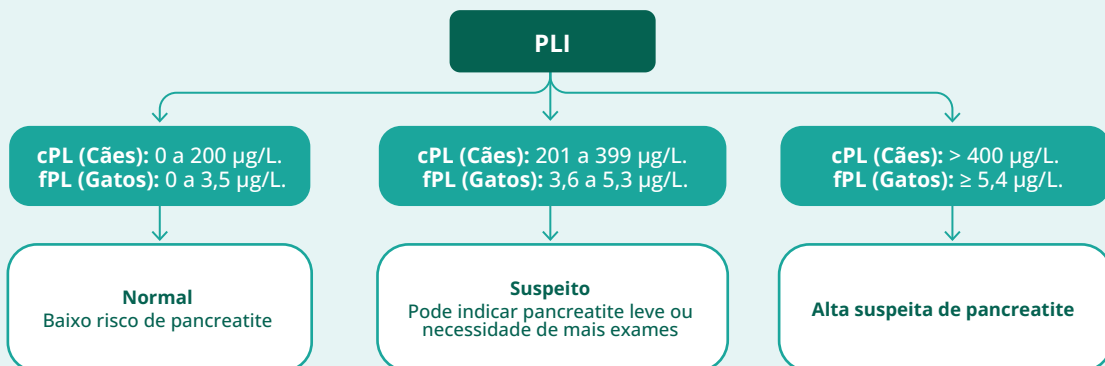 PLI
cPL (Cães): 0 a 200 µg/L.
fPL (Gatos): 0 a 3,5 µg/L.
cPL (Cães): 201 a 399 µg/L.
fPL (Gatos): 3,6 a 5,3 µg/L.
cPL (Cães): > 400 µg/L.
fPL (Gatos): ≥ 5,4 µg/L.
Normal
Baixo risco de pancreatite
Suspeito
Pode indicar pancreatite leve ou
necessidade de mais exames
Alta suspeita de pancreatite